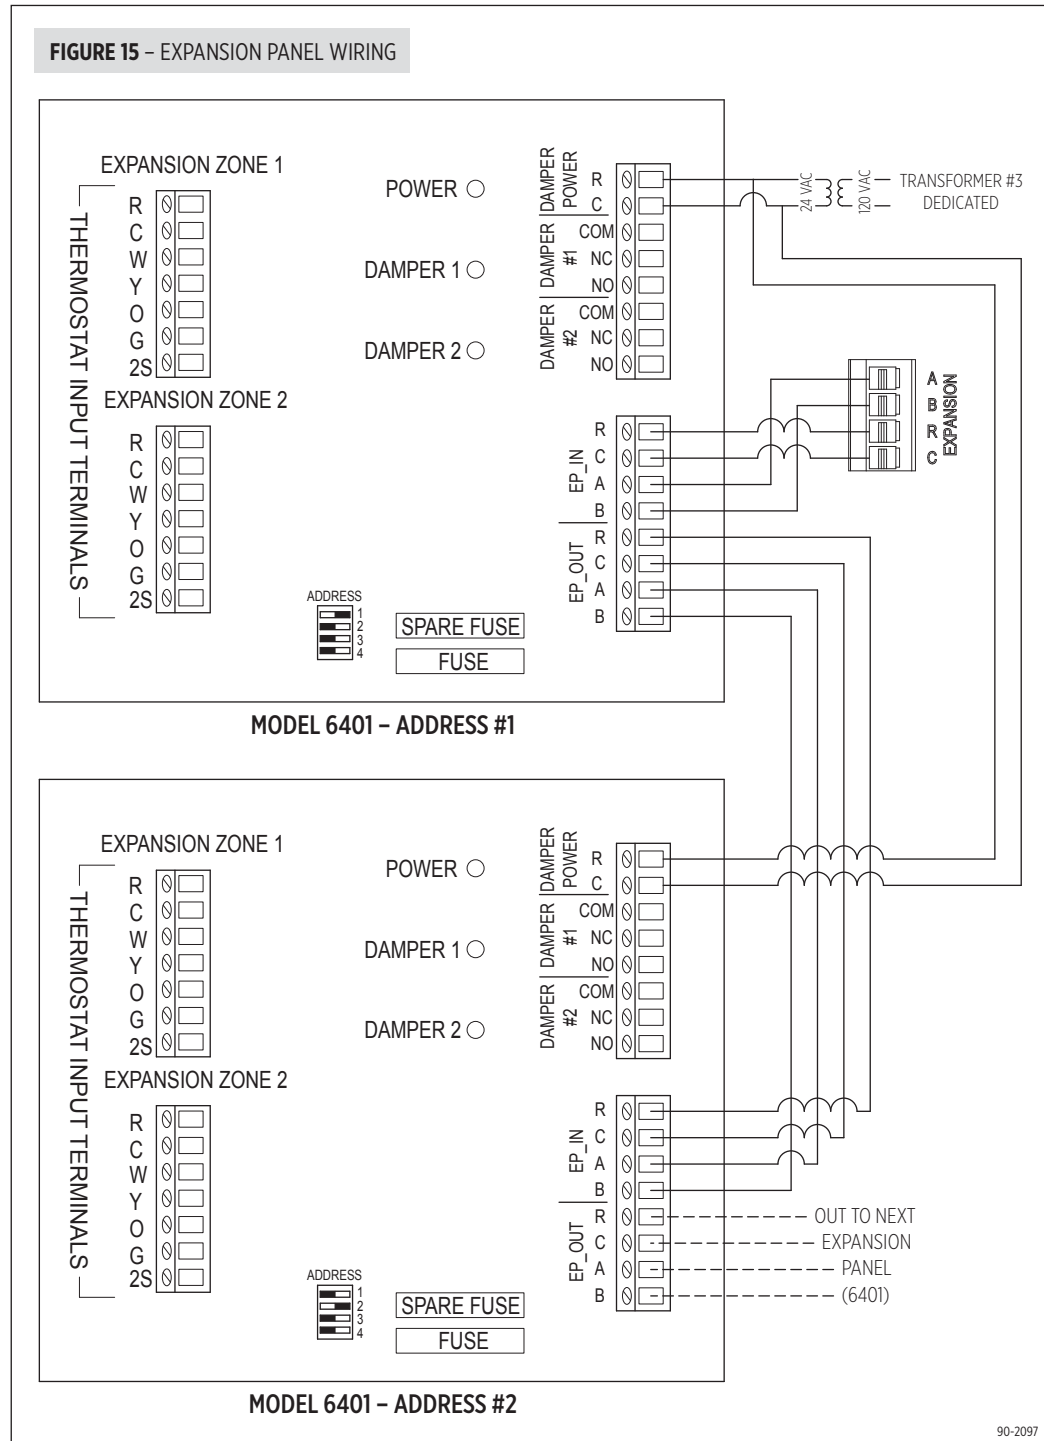 FIGURE 15 – EXPANSION PANEL WIRING
EXPANSION ZONE 1
THERMOSTAT INPUT TERMINALS
R
C
W
Y
O
G
2S
EXPANSION ZONE 2
R
C
W
Y
O
G
2S
POWER
DAMPER 1
DAMPER 2
ADDRESS
1
2
3
4
SPARE FUSE
FUSE
DAMPER
POWER
R
C
DAMPER
#1
COM
NC
NO
DAMPER
#2
COM
NC
NO
EP_IN
R
C
A
B
EP_OUT
R
C
A
B
24 VAC
120 VAC
TRANSFORMER #3
DEDICATED
A
B
R
C
EXPANSION
MODEL 6401 – ADDRESS #1
EXPANSION ZONE 1
THERMOSTAT INPUT TERMINALS
R
C
W
Y
O
G
2S
EXPANSION ZONE 2
R
C
W
Y
O
G
2S
POWER
DAMPER 1
DAMPER 2
ADDRESS
1
2
3
4
SPARE FUSE
FUSE
DAMPER
POWER
R
C
DAMPER
#1
COM
NC
NO
DAMPER
#2
COM
NC
NO
EP_IN
R
C
A
B
EP_OUT
R
C
A
B
OUT TO NEXT
EXPANSION
PANEL
(6401)
MODEL 6401 – ADDRESS #2
90-2097